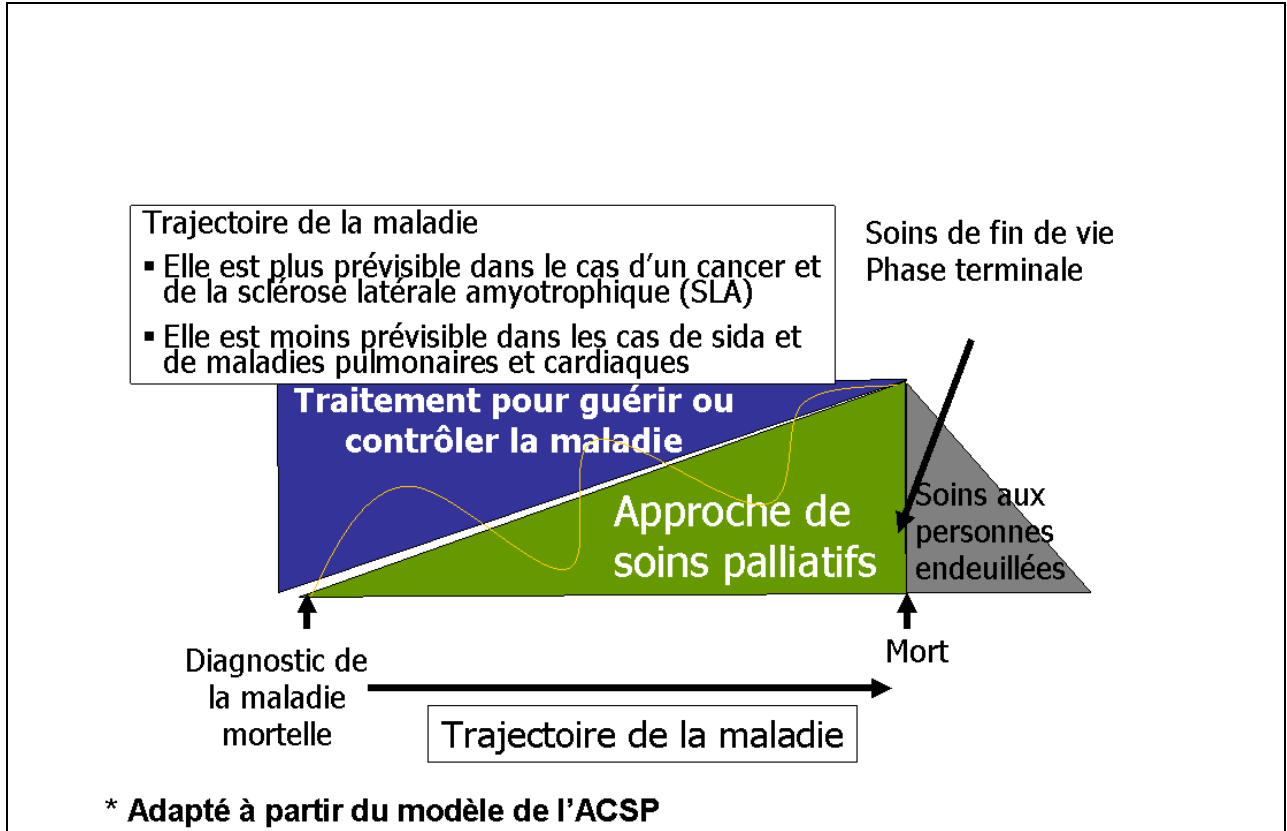 Trajectoire de la maladie
▪ Elle est plus prévisible dans le cas d'un cancer et
de la sclérose latérale amyotrophique (SLA)
▪ Elle est moins prévisible dans les cas de sida et
de maladies pulmonaires et cardiaques
Soins de fin de vie
Phase terminale
Traitement pour guérir ou
contrôler la maladie
Approche de
soins palliatifs
Soins aux
personnes
endeuillées
Diagnostic de
la maladie
mortelle
Mort
Trajectoire de la maladie
* Adapté à partir du modèle de l'ACSP